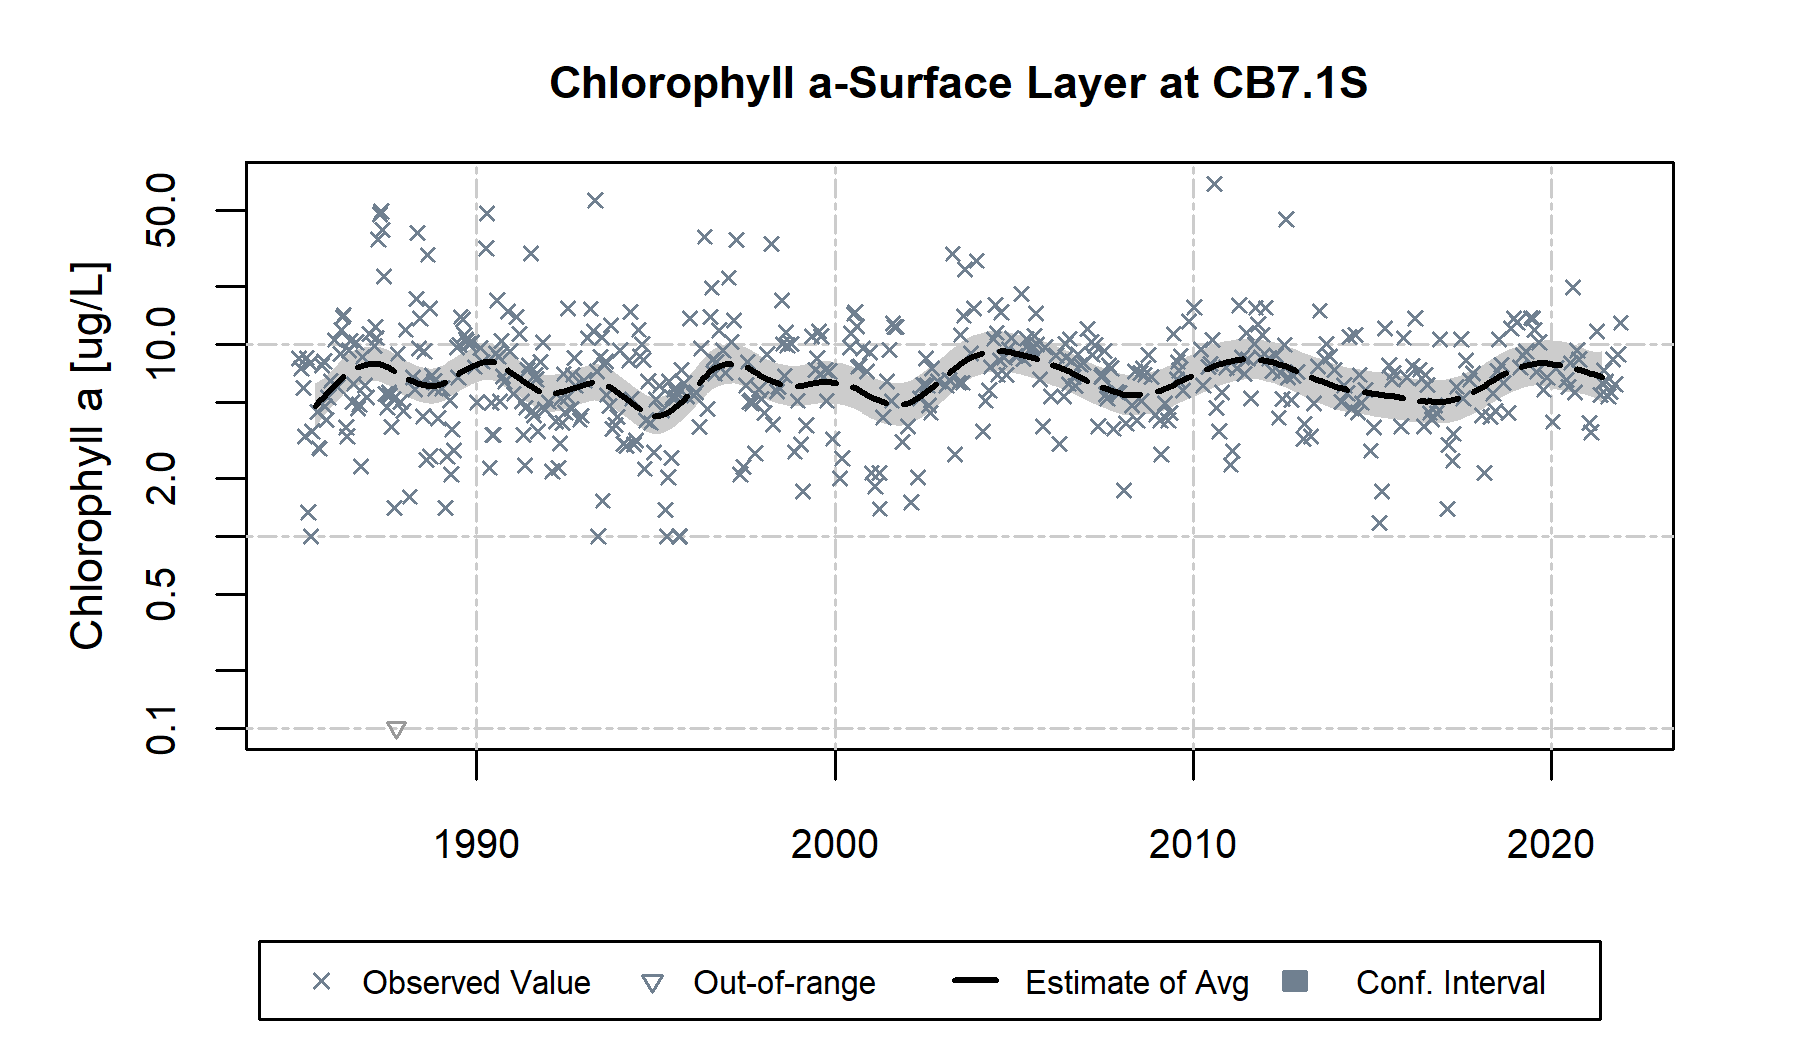 Chlorophyll a-Surface Layer at CB7.1S
Chlorophyll a [ug/L]
50.0
10.0
2.0
0.5
0.1
1990 2000 2010 2020
Observed Value Out-of-range Estimate of Avg Conf. Interval